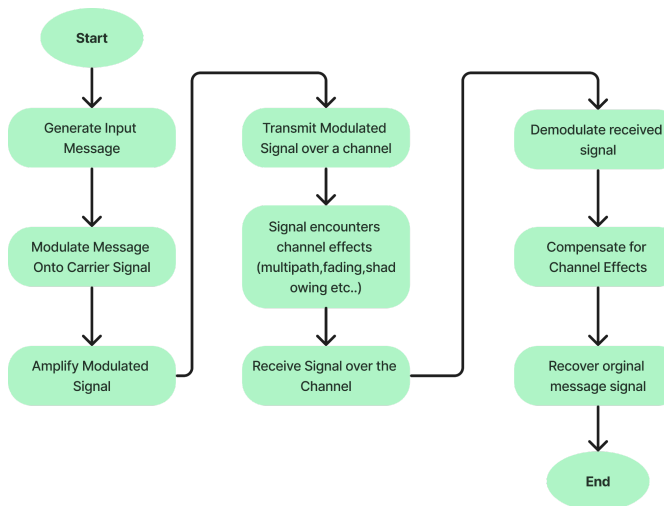 Start
Generate Input
Message
Modulate Message
Onto Carrier Signal
Amplify Modulated
Signal
Transmit Modulated
Signal over a channel
Signal encounters
channel effects
(multipath,fading,shad
owing etc..)
Receive Signal over the
Channel
Demodulate received
signal
Compensate for
Channel Effects
Recover orginal
message signal
End